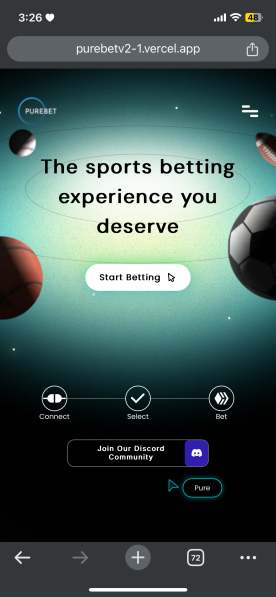 3:26
48
purebetv2-1.vercel.app
PUREBET
The sports betting
experience you
deserve
Start Betting
Connect Select Bet
Join Our Discord
Community
Pure
72